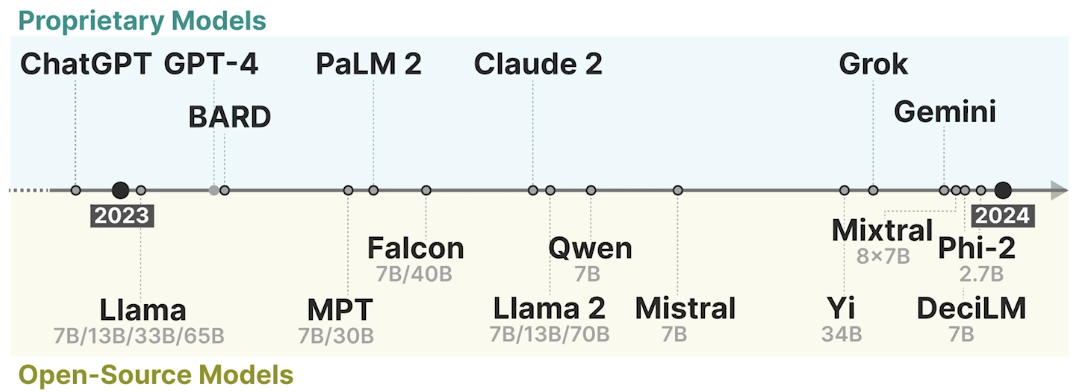 Proprietary Models
ChatGPT GPT-4 PaLM 2 Claude 2 Grok
BARD Gemini
2023 2024
Mixtral
8×7B
Falcon Qwen Phi-2
7B/40B 7B 2.7B
Llama MPT Llama 2 Mistral Yi DeciLM
7B/13B/33B/65B 7B/30B 7B/13B/70B 7B 34B 7B
Open-Source Models